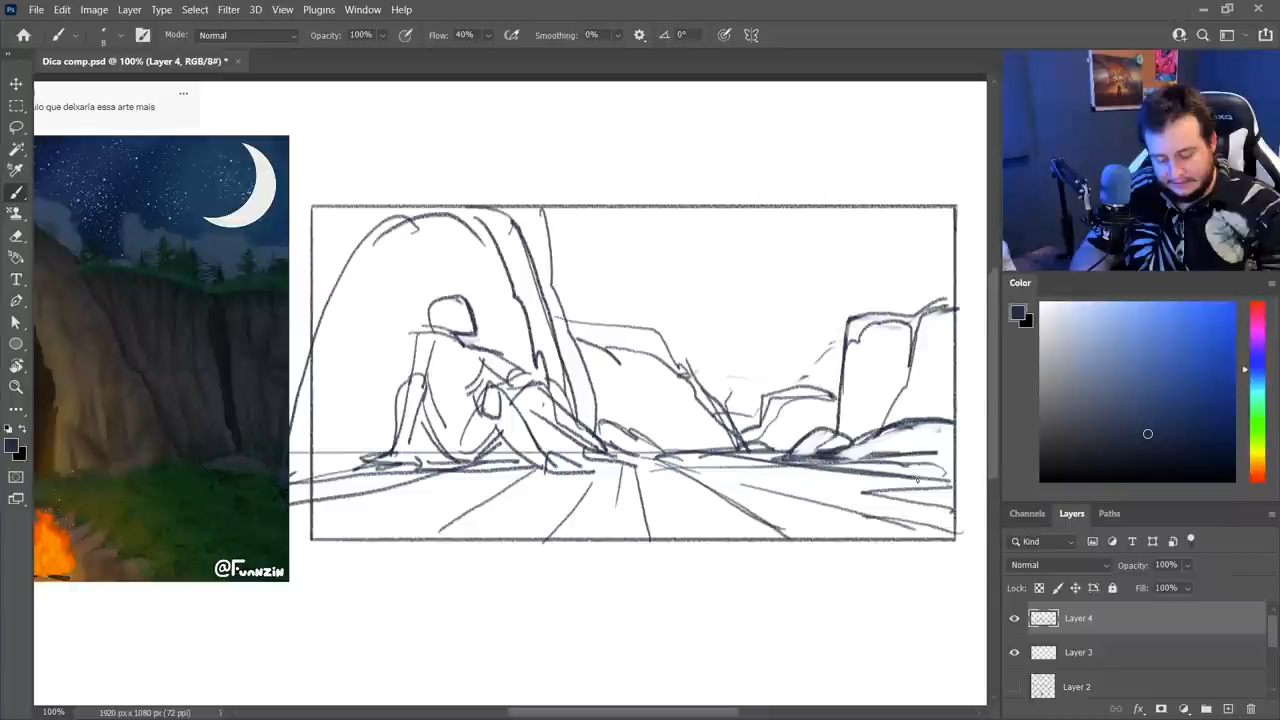 File Edit Image Layer Type Select Filter 3D View Plugins Window Help
Mode: Normal Opacity: 100% Flow: 40% Smoothing: 0% 0°
8
Dica comp.psd @ 100% (Layer 4, RGB/8#) * ×
que deixaria essa arte mais
@Fuanzin
100% 1920 px x 1080 px (72 ppi)
Color
Channels Layers Paths
Kind
Normal Opacity: 100%
Lock: Fill: 100%
Layer 4
Layer 3
Layer 2